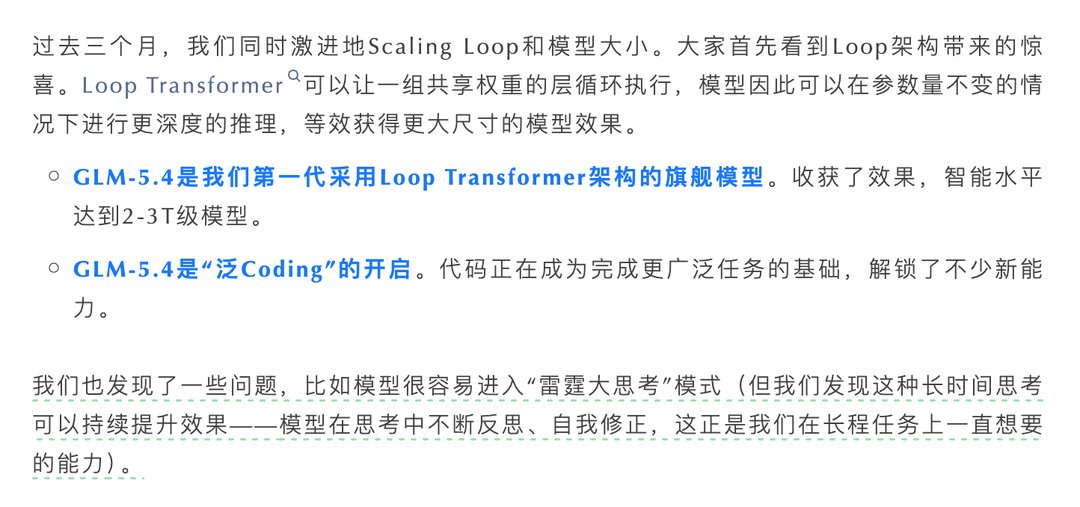 过去三个月，我们同时激进地Scaling Loop和模型大小。大家首先看到Loop架构带来的惊
喜。Loop Transformer可以让一组共享权重的层循环执行，模型因此可以在参数量不变的情
况下进行更深度的推理，等效获得更大尺寸的模型效果。
GLM-5.4是我们第一代采用Loop Transformer架构的旗舰模型。收获了效果，智能水平
达到2-3T级模型。
GLM-5.4是“泛Coding”的开启。代码正在成为完成更广泛任务的基础，解锁了不少新能
力。
我们也发现了一些问题，比如模型很容易进入“雷霆大思考”模式（但我们发现这种长时间思考
可以持续提升效果——模型在思考中不断反思、自我修正，这正是我们在长程任务上一直想要
的能力）。